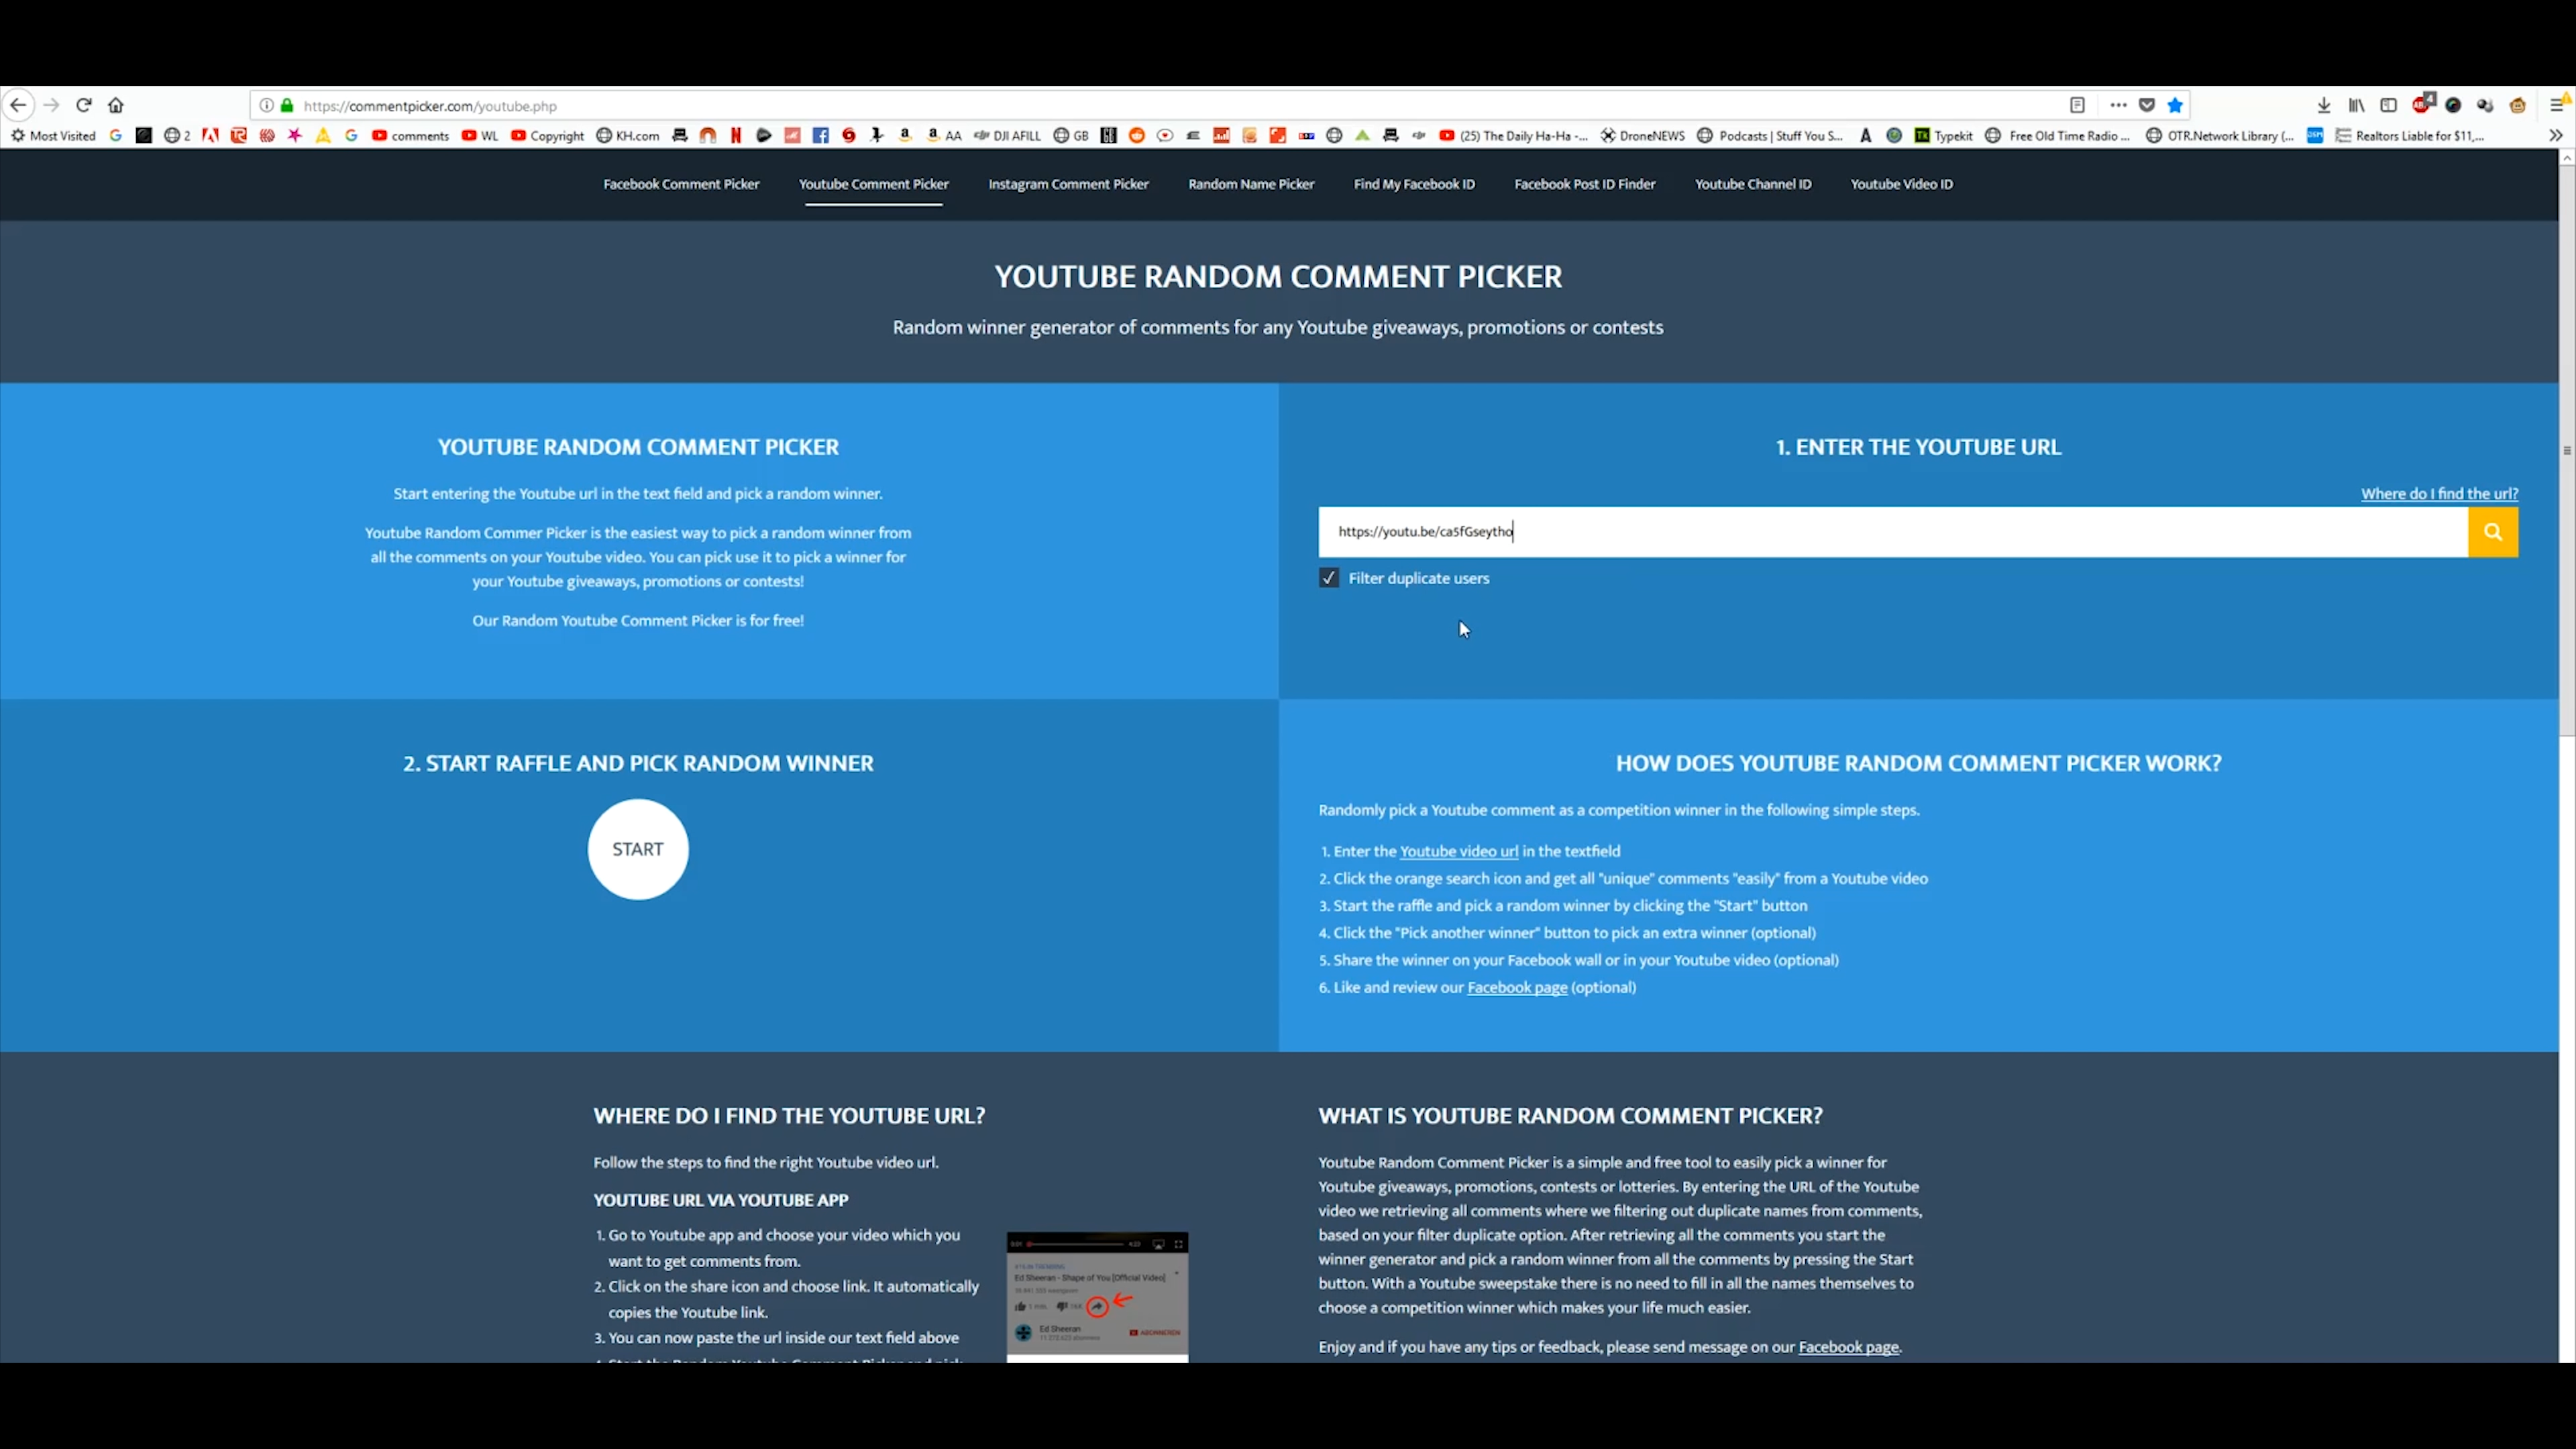 https://commentpicker.com/youtube.php
4
Most Visited
2
comments
WL
Copyright
KH.com
AA
DJI AFILL
GB
(25) The Daily Ha-Ha -...
DroneNEWS
Podcasts | Stuff You S...
Typekit
Free Old Time Radio ...
OTR.Network Library (...
Realtors Liable for $11,...
Facebook Comment Picker
Youtube Comment Picker
Instagram Comment Picker
Random Name Picker
Find My Facebook ID
Facebook Post ID Finder
Youtube Channel ID
Youtube Video ID
YOUTUBE RANDOM COMMENT PICKER
Random winner generator of comments for any Youtube giveaways, promotions or contests
YOUTUBE RANDOM COMMENT PICKER
Start entering the Youtube url in the text field and pick a random winner.
Youtube Random Commer Picker is the easiest way to pick a random winner from
all the comments on your Youtube video. You can pick use it to pick a winner for
your Youtube giveaways, promotions or contests!
Our Random Youtube Comment Picker is for free!
1. ENTER THE YOUTUBE URL
Where do I find the url?
https://youtu.be/ca5fGseytho
Filter duplicate users
2. START RAFFLE AND PICK RANDOM WINNER
START
HOW DOES YOUTUBE RANDOM COMMENT PICKER WORK?
Randomly pick a Youtube comment as a competition winner in the following simple steps.
1. Enter the Youtube video url in the textfield
2. Click the orange search icon and get all "unique" comments "easily" from a Youtube video
3. Start the raffle and pick a random winner by clicking the "Start" button
4. Click the "Pick another winner" button to pick an extra winner (optional)
5. Share the winner on your Facebook wall or in your Youtube video (optional)
6. Like and review our Facebook page (optional)
WHERE DO I FIND THE YOUTUBE URL?
Follow the steps to find the right Youtube video url.
YOUTUBE URL VIA YOUTUBE APP
1. Go to Youtube app and choose your video which you
want to get comments from.
2. Click on the share icon and choose link. It automatically
copies the Youtube link.
3. You can now paste the url inside our text field above
Ed Sheeran - Shape of You [Official Video]
Ed Sheeran
WHAT IS YOUTUBE RANDOM COMMENT PICKER?
Youtube Random Comment Picker is a simple and free tool to easily pick a winner for
Youtube giveaways, promotions, contests or lotteries. By entering the URL of the Youtube
video we retrieving all comments where we filtering out duplicate names from comments,
based on your filter duplicate option. After retrieving all the comments you start the
winner generator and pick a random winner from all the comments by pressing the Start
button. With a Youtube sweepstake there is no need to fill in all the names themselves to
choose a competition winner which makes your life much easier.
Enjoy and if you have any tips or feedback, please send message on our Facebook page.